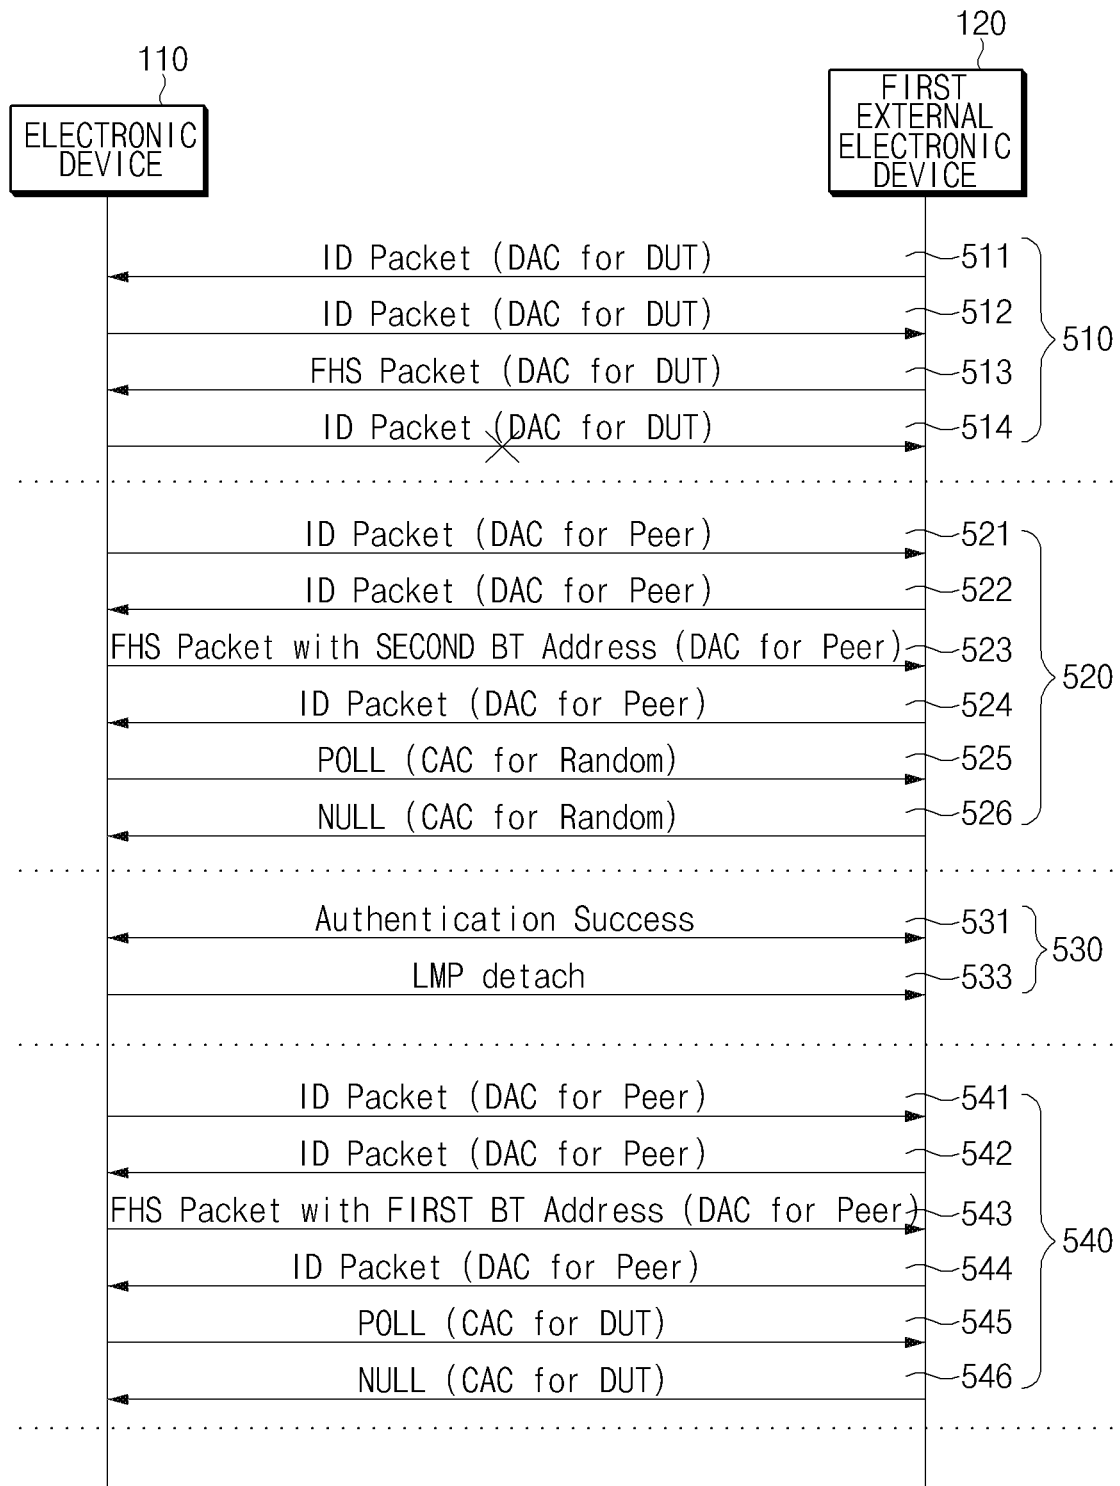 110
120
ELECTRONIC
DEVICE
FIRST
EXTERNAL
ELECTRONIC
DEVICE
ID Packet (DAC for DUT) 511
ID Packet (DAC for DUT) 512
510
FHS Packet (DAC for DUT) 513
ID Packet (DAC for DUT) 514
ID Packet (DAC for Peer) 521
ID Packet (DAC for Peer) 522
FHS Packet with SECOND BT Address (DAC for Peer) 523
520
ID Packet (DAC for Peer) 524
POLL (CAC for Random) 525
NULL (CAC for Random) 526
Authentication Success 531
530
LMP detach 533
ID Packet (DAC for Peer) 541
ID Packet (DAC for Peer) 542
FHS Packet with FIRST BT Address (DAC for Peer) 543
540
ID Packet (DAC for Peer) 544
POLL (CAC for DUT) 545
NULL (CAC for DUT) 546